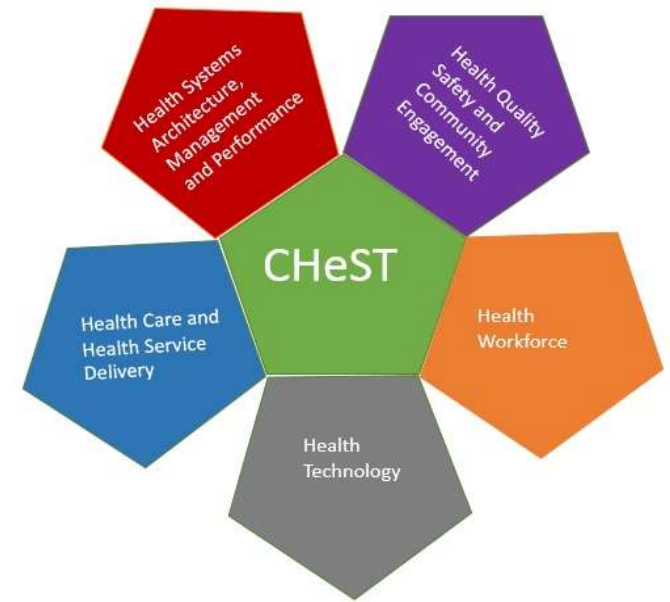 Health Systems
Architecture,
Management
and Performance
Health Quality
Safety and
Community
Engagement
CHeST
Health Care and
Health Service
Delivery
Health
Workforce
Health
Technology